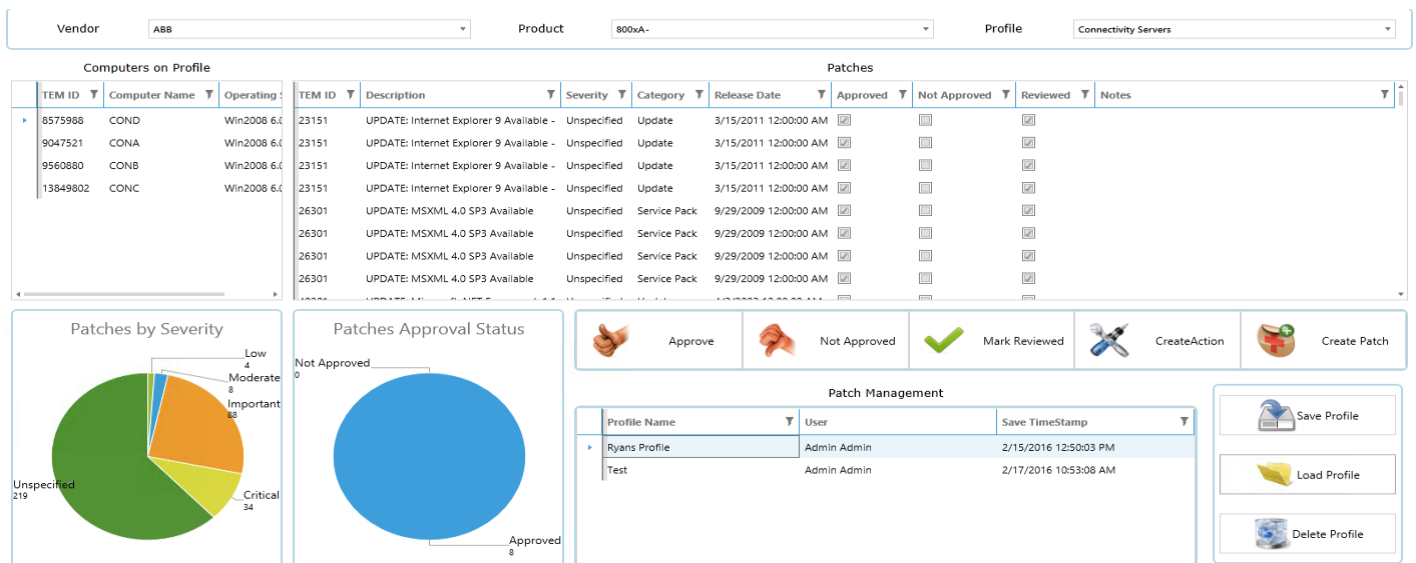 Vendor ABB Product 800xA- Profile Connectivity Servers
Computers on Profile
TEM ID Computer Name Operating S
8575988 COND Win2008 6.0
9047521 CONA Win2008 6.0
9560880 CONB Win2008 6.0
13849802 CONC Win2008 6.0
Patches
TEM ID Description Severity Category Release Date Approved Not Approved Reviewed Notes
23151 UPDATE: Internet Explorer 9 Available - Unspecified Update 3/15/2011 12:00:00 AM
23151 UPDATE: Internet Explorer 9 Available - Unspecified Update 3/15/2011 12:00:00 AM
23151 UPDATE: Internet Explorer 9 Available - Unspecified Update 3/15/2011 12:00:00 AM
23151 UPDATE: Internet Explorer 9 Available - Unspecified Update 3/15/2011 12:00:00 AM
26301 UPDATE: MSXML 4.0 SP3 Available Unspecified Service Pack 9/29/2009 12:00:00 AM
26301 UPDATE: MSXML 4.0 SP3 Available Unspecified Service Pack 9/29/2009 12:00:00 AM
26301 UPDATE: MSXML 4.0 SP3 Available Unspecified Service Pack 9/29/2009 12:00:00 AM
26301 UPDATE: MSXML 4.0 SP3 Available Unspecified Service Pack 9/29/2009 12:00:00 AM
Patches by Severity
Low
4
Moderate
8
Important
88
Critical
34
Unspecified
219
Patches Approval Status
Not Approved
0
Approved
8
Approve Not Approved Mark Reviewed CreateAction Create Patch
Patch Management
Profile Name User Save TimeStamp
Ryans Profile Admin Admin 2/15/2016 12:50:03 PM
Test Admin Admin 2/17/2016 10:53:08 AM
Save Profile
Load Profile
Delete Profile